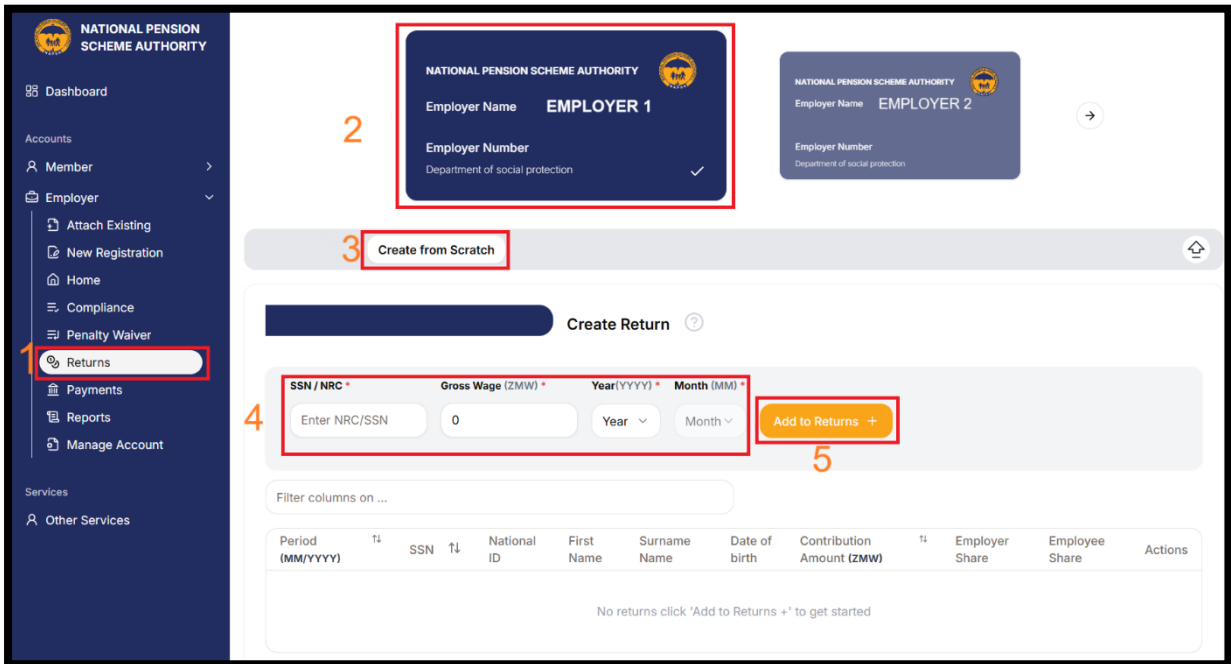 NATIONAL PENSION
SCHEME AUTHORITY
Dashboard
Accounts
Member
Employer
Attach Existing
New Registration
Home
Compliance
Penalty Waiver
1
Returns
Payments
Reports
Manage Account
Services
Other Services
2
NATIONAL PENSION SCHEME AUTHORITY
Employer Name EMPLOYER 1
Employer Number
Department of social protection
NATIONAL PENSION SCHEME AUTHORITY
Employer Name EMPLOYER 2
Employer Number
Department of social protection
3 Create from Scratch
Create Return ?
SSN / NRC * Gross Wage (ZMW) * Year(YYYY) * Month (MM) *
4 Enter NRC/SSN 0 Year Month Add to Returns +
5
Filter columns on ...
Period SSN National First Surname Date of Contribution Employer Employee Actions
(MM/YYYY) ID Name Name birth Amount (ZMW) Share Share
No returns click 'Add to Returns +' to get started